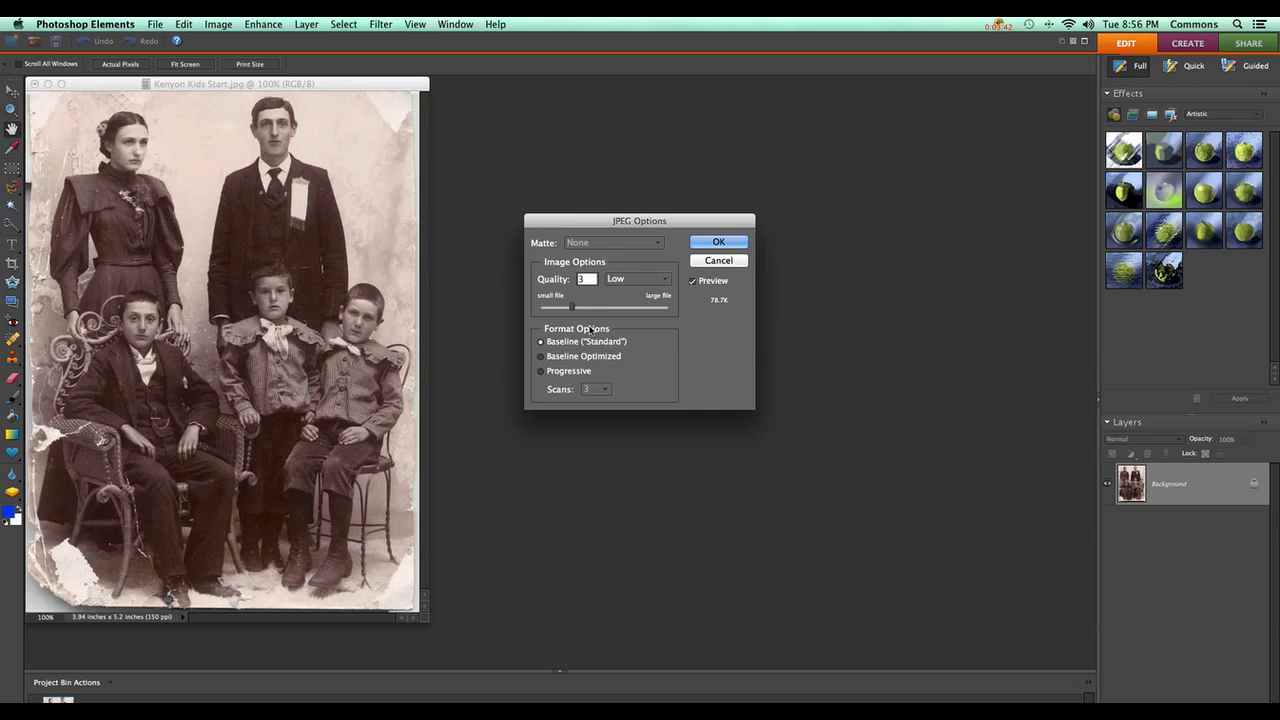 Photoshop Elements File Edit Image Enhance Layer Select Filter View Window Help 0:03:42 Tue 8:56 PM Commons
Undo Redo ? EDIT CREATE SHARE
Scroll All Windows Actual Pixels Fit Screen Print Size Full Quick Guided
Kenyon Kids Start.jpg @ 100% (RGB/8)
Effects
Artistic
JPEG Options
Matte: None OK
Image Options Cancel
Quality: 3 Low Preview
small file large file 78.7K
Format Options
Baseline ("Standard")
Baseline Optimized
Progressive
Scans: 3
Apply
Layers
Normal Opacity: 100%
Lock:
Background
100% 3.94 inches x 5.2 inches (150 ppi)
Project Bin Actions